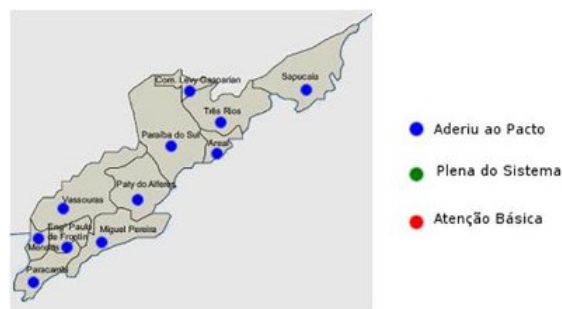 Sapucaia
Com. Levy Gasparian
Três Rios
Paraíba do Sul
Areal
Paty do Alferes
Vassouras
Engº Paulo
de Frontin
Miguel Pereira
Mendes
Paracambi
Aderiu ao Pacto
Plena do Sistema
Atenção Básica